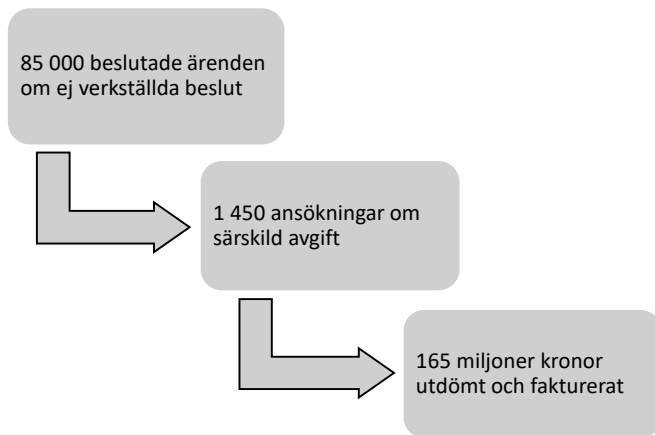 85 000 beslutade ärenden
om ej verkställda beslut
1 450 ansökningar om
särskild avgift
165 miljoner kronor
utdömt och fakturerat